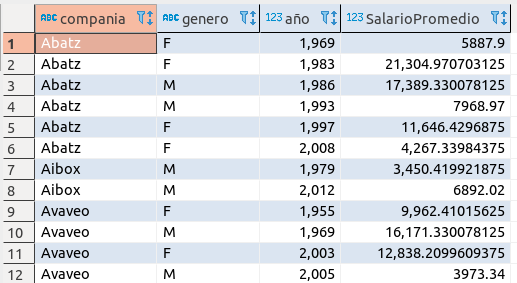 ABC compania ABC genero 123 año 123 SalarioPromedio
1 Abatz F 1,969 5887.9
2 Abatz F 1,983 21,304.970703125
3 Abatz M 1,986 17,389.330078125
4 Abatz M 1,993 7968.97
5 Abatz F 1,997 11,646.4296875
6 Abatz F 2,008 4,267.33984375
7 Aibox M 1,979 3,450.419921875
8 Aibox M 2,012 6892.02
9 Avaveo F 1,955 9,962.41015625
10 Avaveo M 1,969 16,171.330078125
11 Avaveo F 2,003 12,838.2099609375
12 Avaveo M 2,005 3973.34